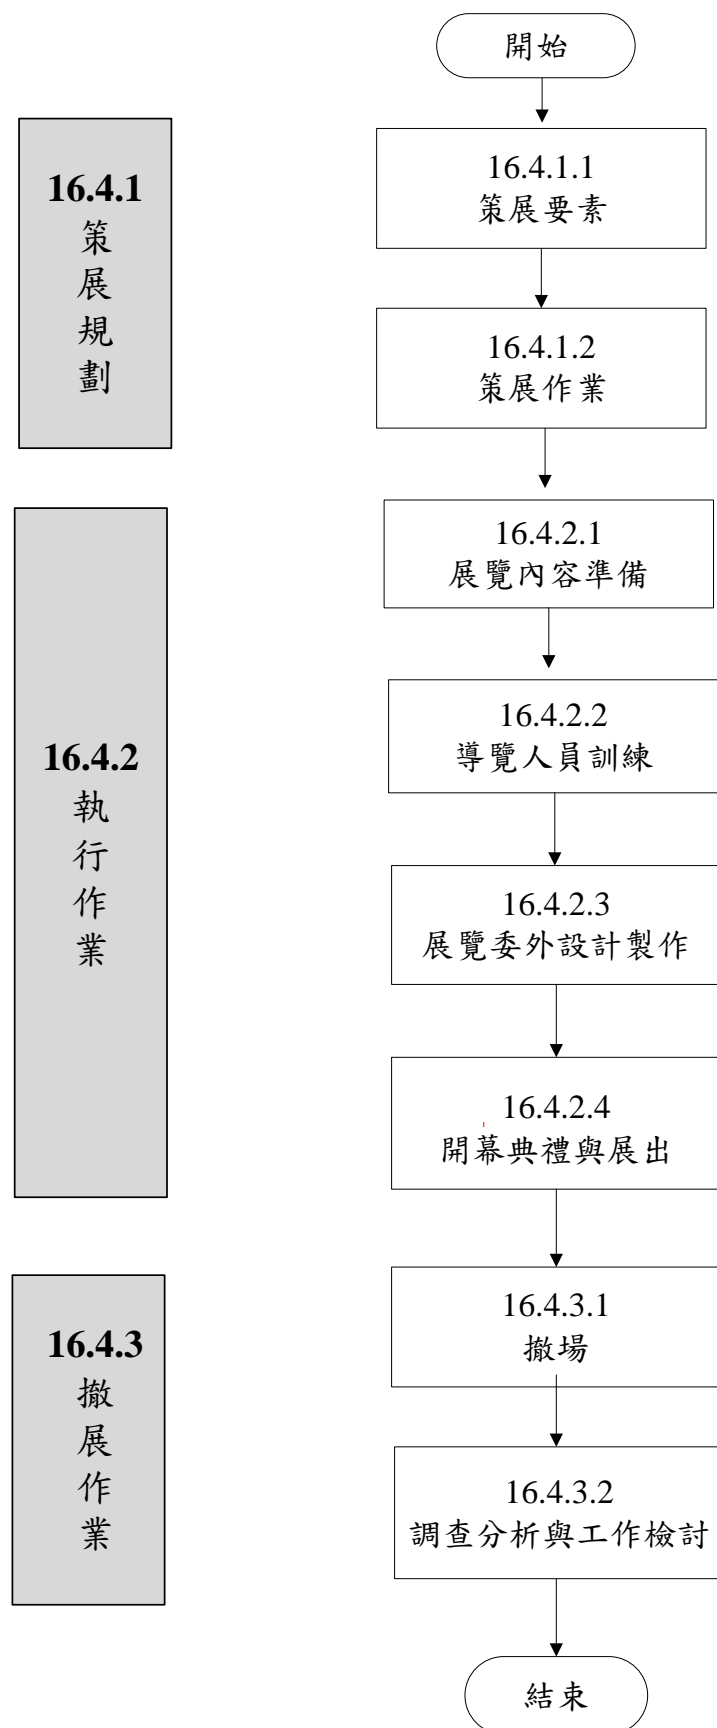 開始
16.4.1
策
展
規
劃
16.4.1.1
策展要素
16.4.1.2
策展作業
16.4.2
執
行
作
業
16.4.2.1
展覽內容準備
16.4.2.2
導覽人員訓練
16.4.2.3
展覽委外設計製作
16.4.2.4
開幕典禮與展出
16.4.3
撤
展
作
業
16.4.3.1
撤場
16.4.3.2
調查分析與工作檢討
結束